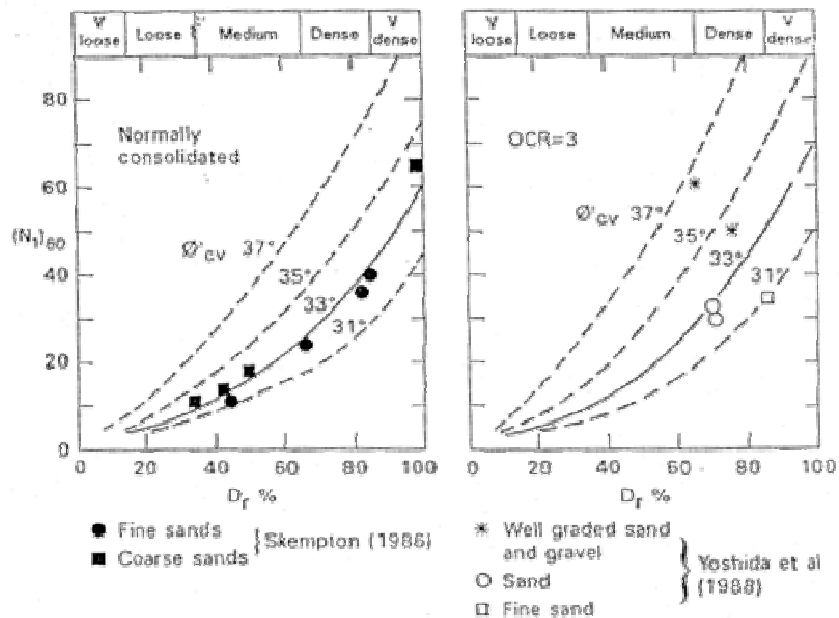 V loose Loose Medium Dense V dense
V loose Loose Medium Dense V dense
80
60
(N₁)₆₀
40
20
0
Normally
consolidated
Ø'cv 37°
35°
33°
31°
0 20 40 60 80 100
Dr %
OCR=3
Ø'cv 37°
35°
33°
31°
0 20 40 60 80 100
Dr %
Fine sands
Coarse sands
Skempton (1986)
Well graded sand
and gravel
Sand
Fine sand
Yoshida et al
(1988)